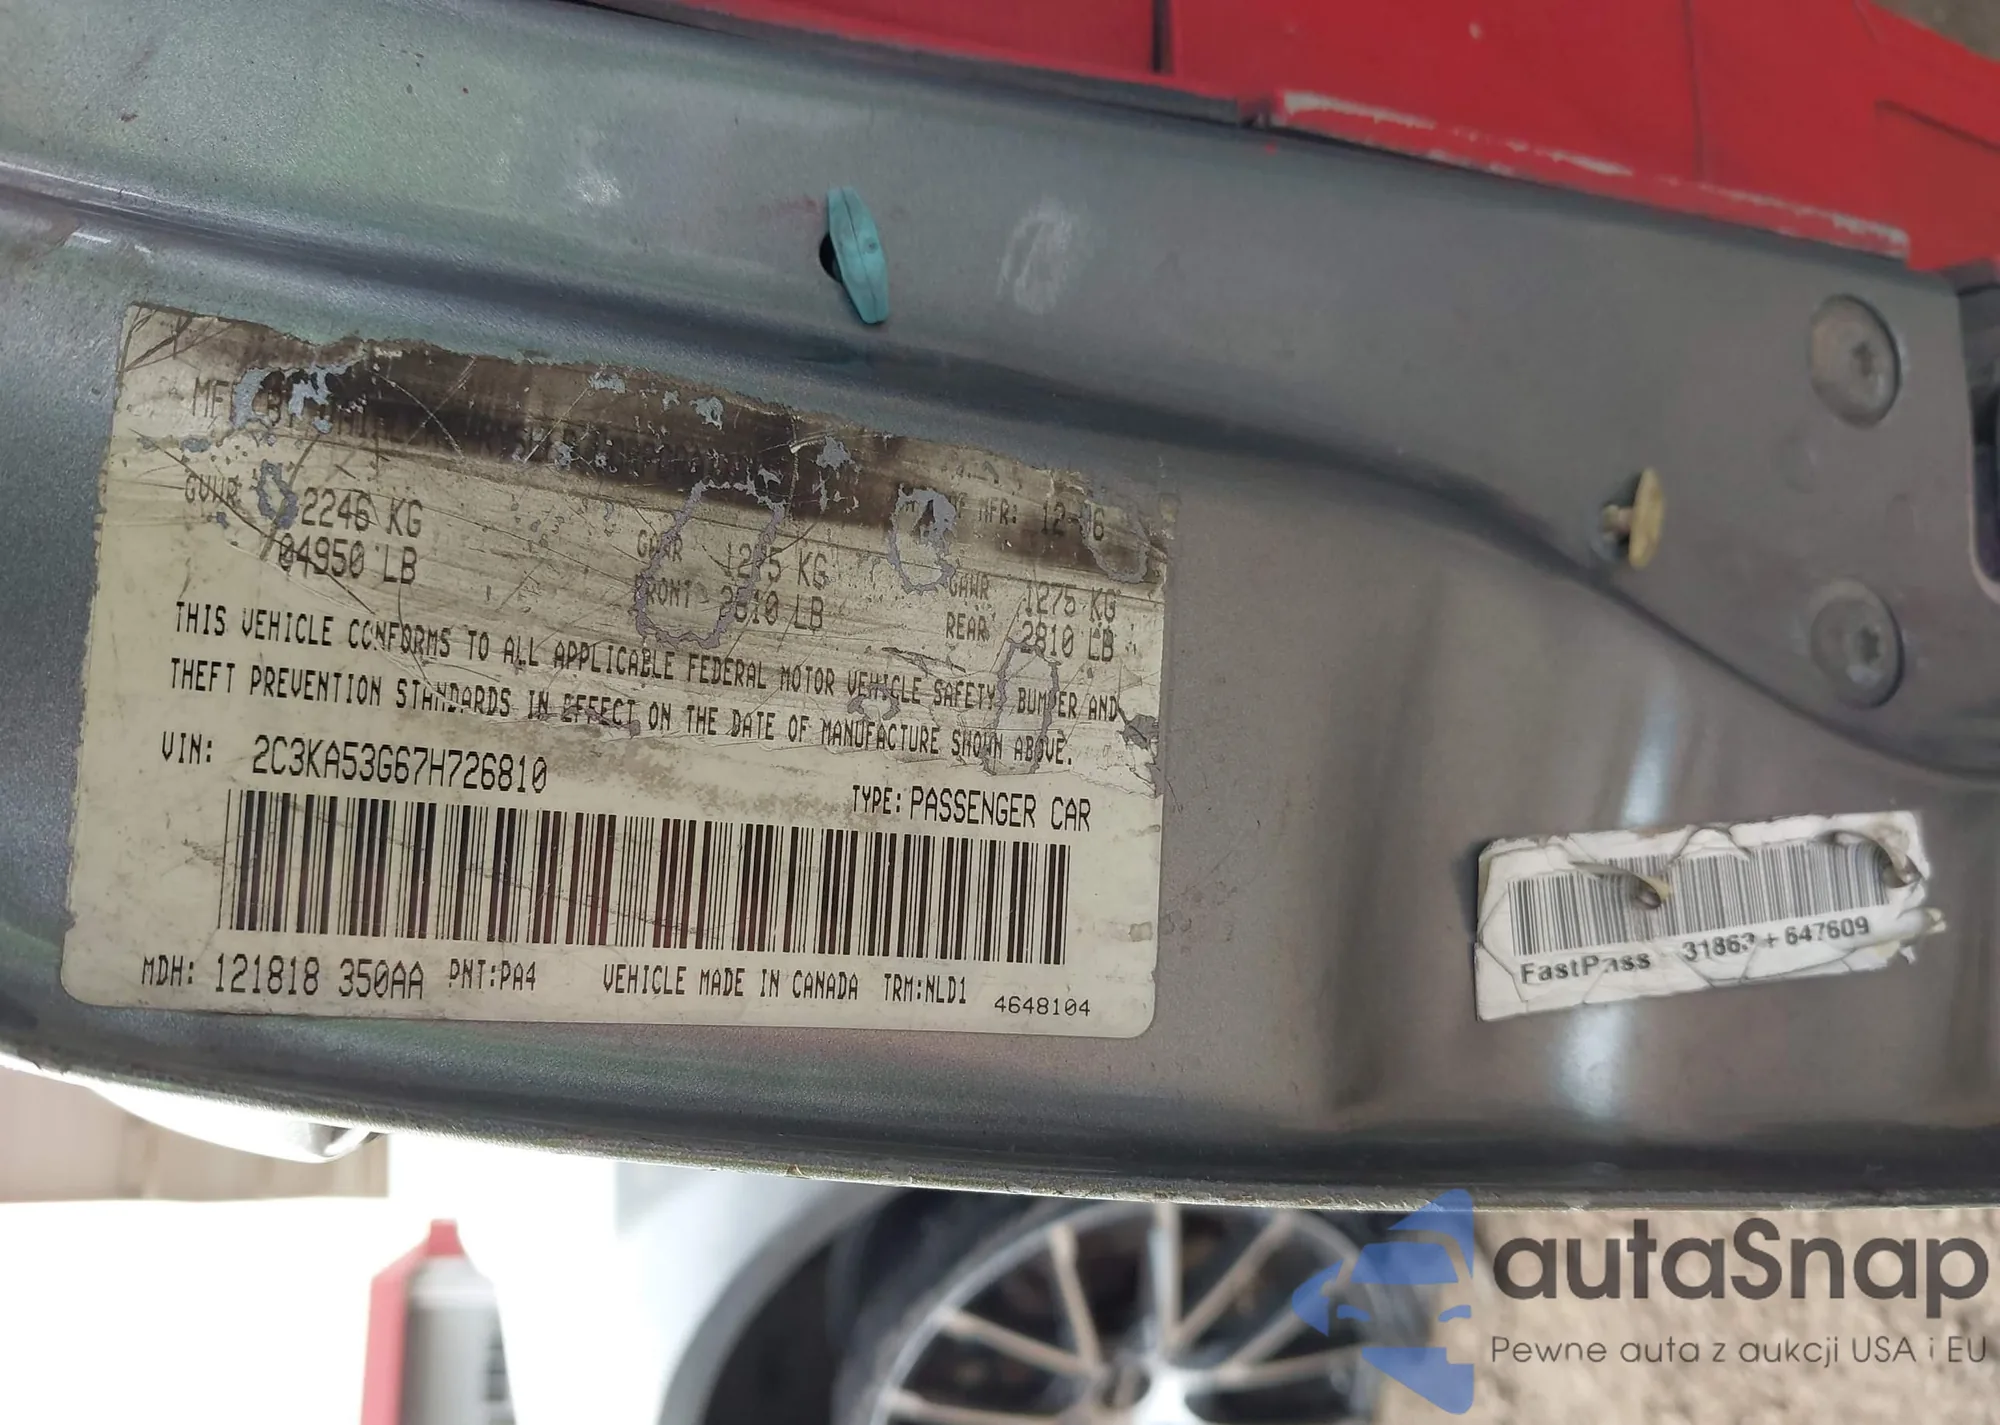 GVWR 2246 KG
04950 LB
GAWR 1275 KG
FRONT 2810 LB
MFR: 12-
GAWR 1275 KG
REAR 2810 LB
THIS VEHICLE CONFORMS TO ALL APPLICABLE FEDERAL MOTOR VEHICLE SAFETY, BUMPER AND
THEFT PREVENTION STANDARDS IN EFFECT ON THE DATE OF MANUFACTURE SHOWN ABOVE.
VIN: 2C3KA53G67H726810
TYPE: PASSENGER CAR
MDH: 121818 350AA PNT:PA4 VEHICLE MADE IN CANADA TRM:NLD1 4648104
FastPass 31863 + 647609
autaSnap
Pewne auta z aukcji USA i EU